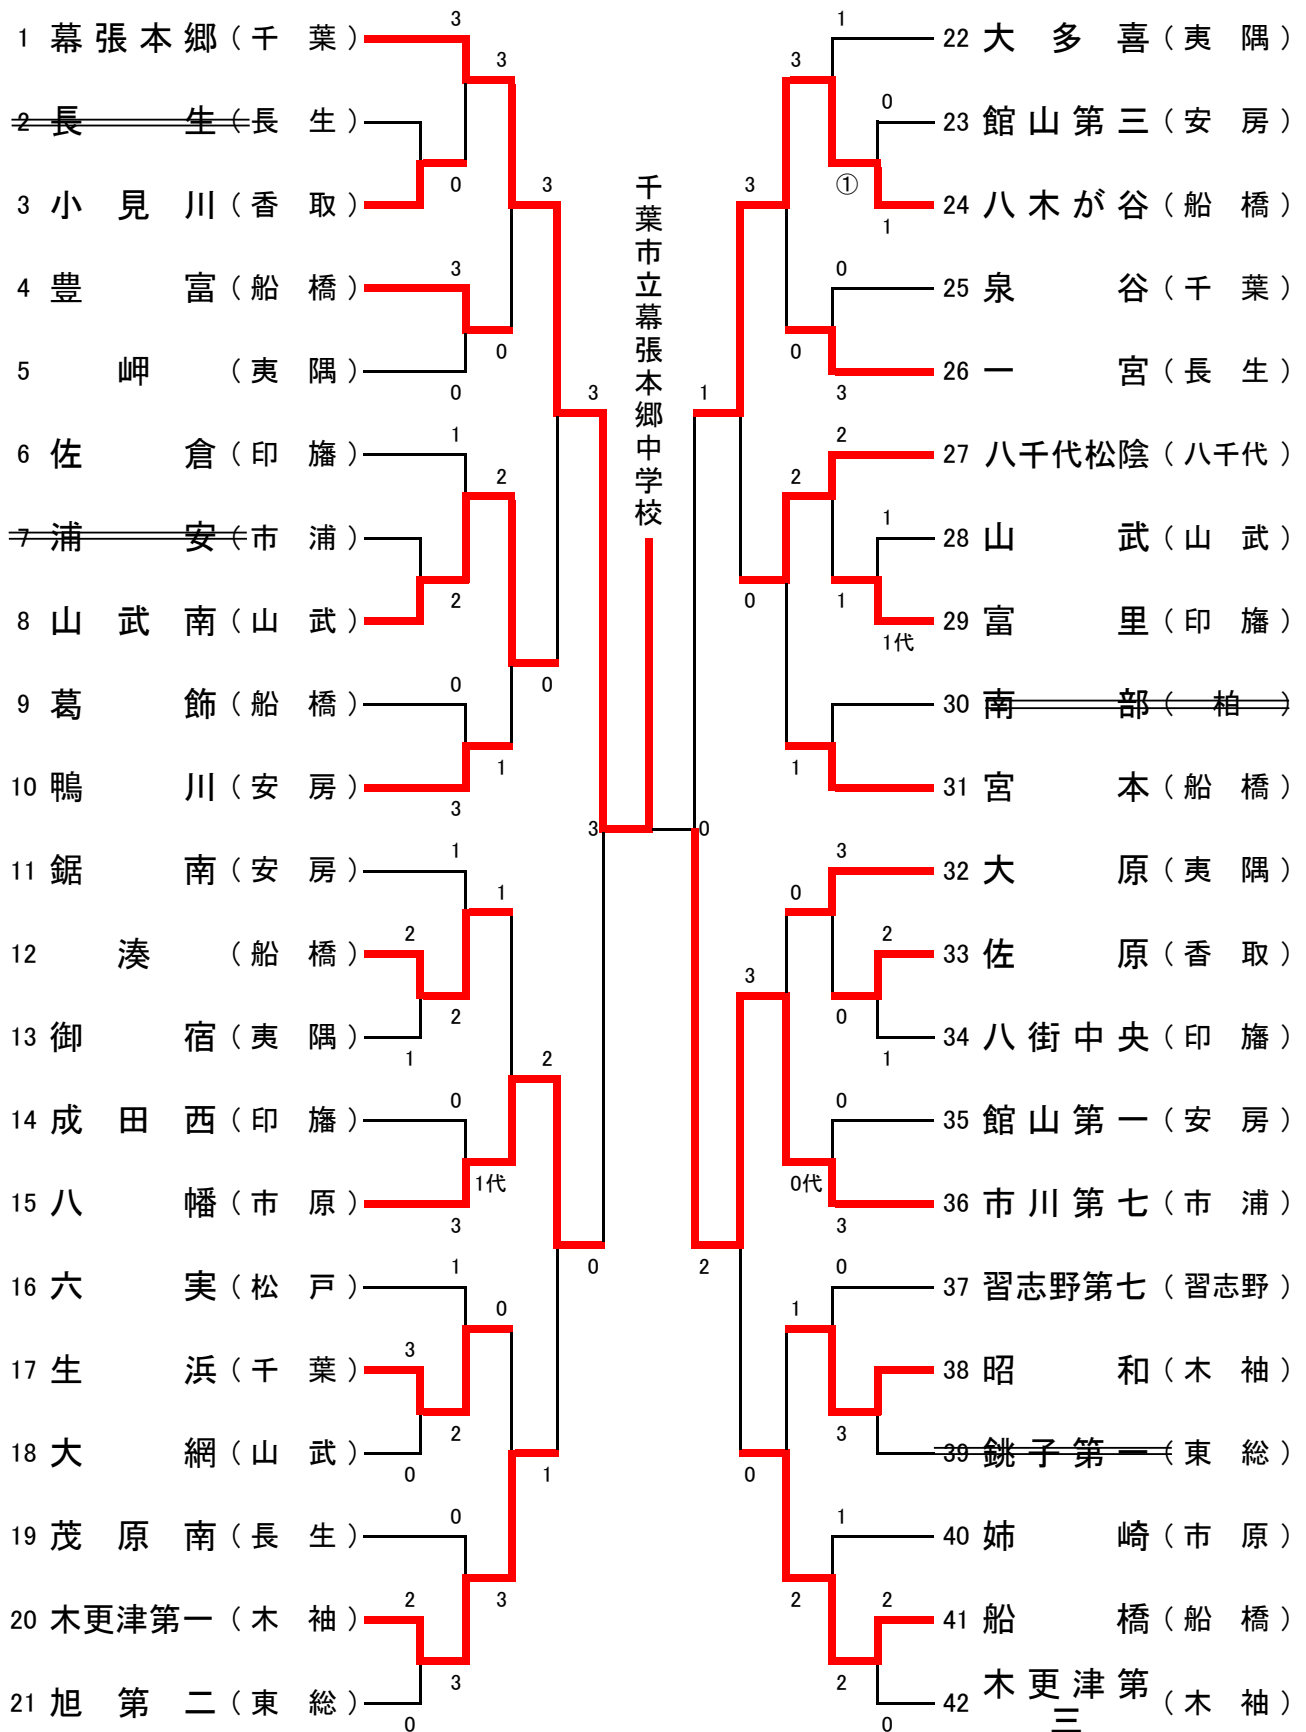 1 幕張本郷（千葉）
3
3
2 長生（長生）
0
3 小見川（香取）
3
4 豊富（船橋）
3
0
5 岬（夷隅）
0
3
6 佐倉（印旛）
1
2
7 浦安（市浦）
2
8 山武南（山武）
0
9 葛飾（船橋）
0
1
10 鴨川（安房）
3
3
11 鋸南（安房）
1
1
12 湊（船橋）
2
2
13 御宿（夷隅）
1
2
14 成田西（印旛）
0
1代
15 八幡（市原）
3
0
16 六実（松戸）
1
0
17 生浜（千葉）
3
2
18 大網（山武）
0
1
19 茂原南（長生）
0
3
20 木更津第一（木袖）
2
3
21 旭第二（東総）
0
千葉市立幕張本郷中学校
1
22 大多喜（夷隅）
3
0
23 館山第三（安房）
3
①
24 八木が谷（船橋）
1
0
25 泉谷（千葉）
0
26 一宮（長生）
3
1
2
27 八千代松陰（八千代）
2
1
28 山武（山武）
0
1
29 富里（印旛）
1代
30 南部（柏）
1
31 宮本（船橋）
0
3
32 大原（夷隅）
0
2
33 佐原（香取）
3
0
34 八街中央（印旛）
1
0
35 館山第一（安房）
0代
36 市川第七（市浦）
3
2
0
37 習志野第七（習志野）
1
38 昭和（木袖）
3
39 銚子第一（東総）
0
1
40 姉崎（市原）
2
2
41 船橋（船橋）
2
42 木更津第三（木袖）
0